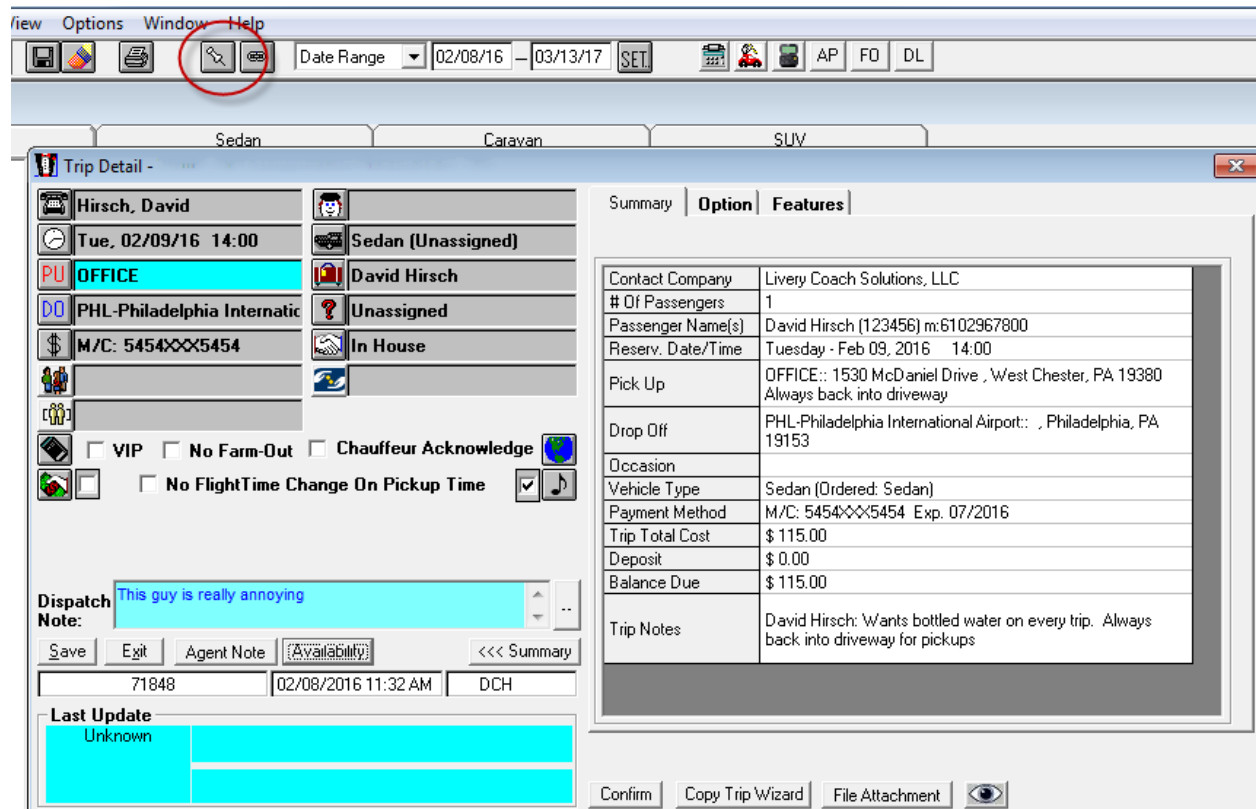 View Options Window Help
Date Range 02/08/16 – 03/13/17 SET. AP FO DL
Sedan Caravan SUV
Trip Detail -
Hirsch, David
Tue, 02/09/16 14:00 Sedan (Unassigned)
PU OFFICE David Hirsch
DO PHL-Philadelphia Internatic ? Unassigned
$ M/C: 5454XXX5454 In House
VIP No Farm-Out Chauffeur Acknowledge
No FlightTime Change On Pickup Time
Dispatch Note: This guy is really annoying ..
Save Exit Agent Note Availability <<< Summary
71848 02/08/2016 11:32 AM DCH
Last Update
Unknown
Summary Option Features
Contact Company Livery Coach Solutions, LLC
# Of Passengers 1
Passenger Name(s) David Hirsch (123456) m:6102967800
Reserv. Date/Time Tuesday - Feb 09, 2016 14:00
Pick Up OFFICE:: 1530 McDaniel Drive , West Chester, PA 19380
Always back into driveway
Drop Off PHL-Philadelphia International Airport:: , Philadelphia, PA
19153
Occasion
Vehicle Type Sedan (Ordered: Sedan)
Payment Method M/C: 5454XXX5454 Exp. 07/2016
Trip Total Cost $ 115.00
Deposit $ 0.00
Balance Due $ 115.00
Trip Notes David Hirsch: Wants bottled water on every trip. Always
back into driveway for pickups
Confirm Copy Trip Wizard File Attachment